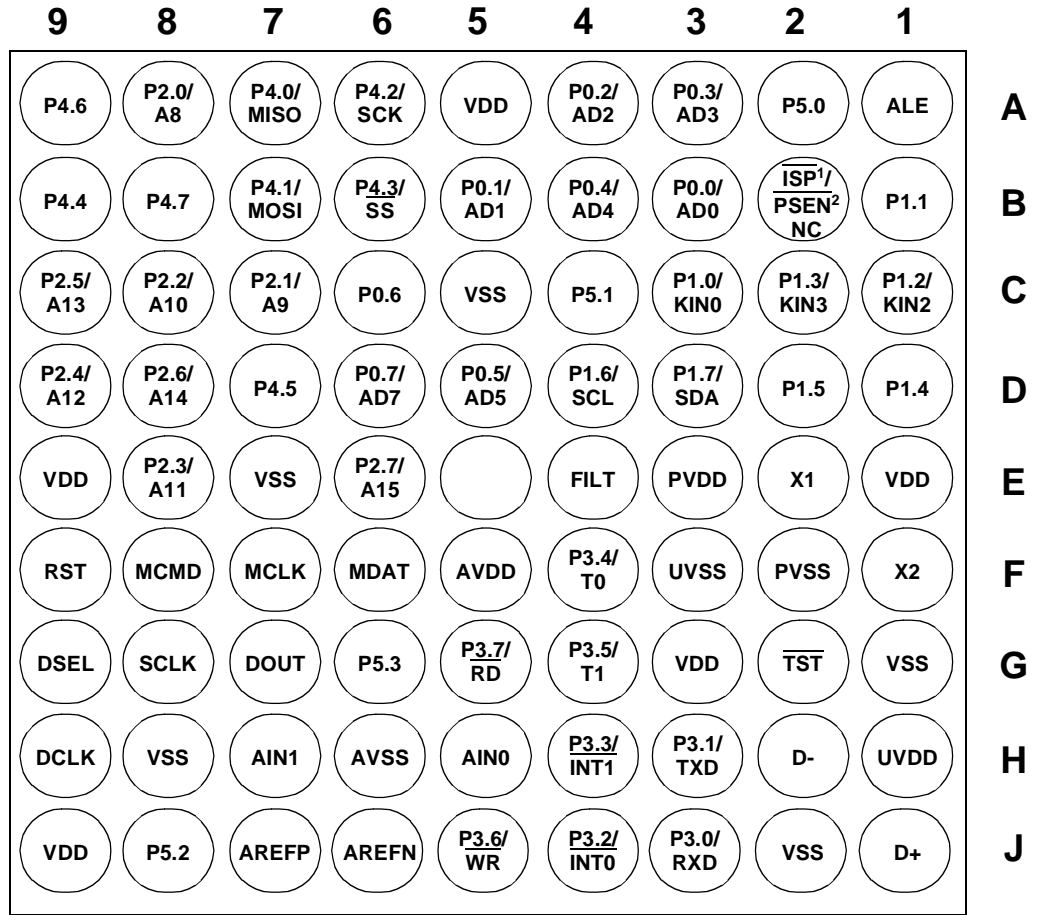 9 8 7 6 5 4 3 2 1
P4.6 P2.0/ P4.0/ P4.2/ VDD P0.2/ P0.3/ P5.0 ALE A
A8 MISO SCK AD2 AD3
P4.4 P4.7 P4.1/ P4.3/ P0.1/ P0.4/ P0.0/ ISP¹/ P1.1 B
MOSI SS AD1 AD4 AD0 PSEN²
NC
P2.5/ P2.2/ P2.1/ P0.6 VSS P5.1 P1.0/ P1.3/ P1.2/ C
A13 A10 A9 KIN0 KIN3 KIN2
P2.4/ P2.6/ P4.5 P0.7/ P0.5/ P1.6/ P1.7/ P1.5 P1.4 D
A12 A14 AD7 AD5 SCL SDA
VDD P2.3/ VSS P2.7/ FILT PVDD X1 VDD E
A11 A15
RST MCMD MCLK MDAT AVDD P3.4/ UVSS PVSS X2 F
T0
DSEL SCLK DOUT P5.3 P3.7/ P3.5/ VDD TST VSS G
RD T1
DCLK VSS AIN1 AVSS AIN0 P3.3/ P3.1/ D- UVDD H
INT1 TXD
VDD P5.2 AREFP AREFN P3.6/ P3.2/ P3.0/ VSS D+ J
WR INT0 RXD